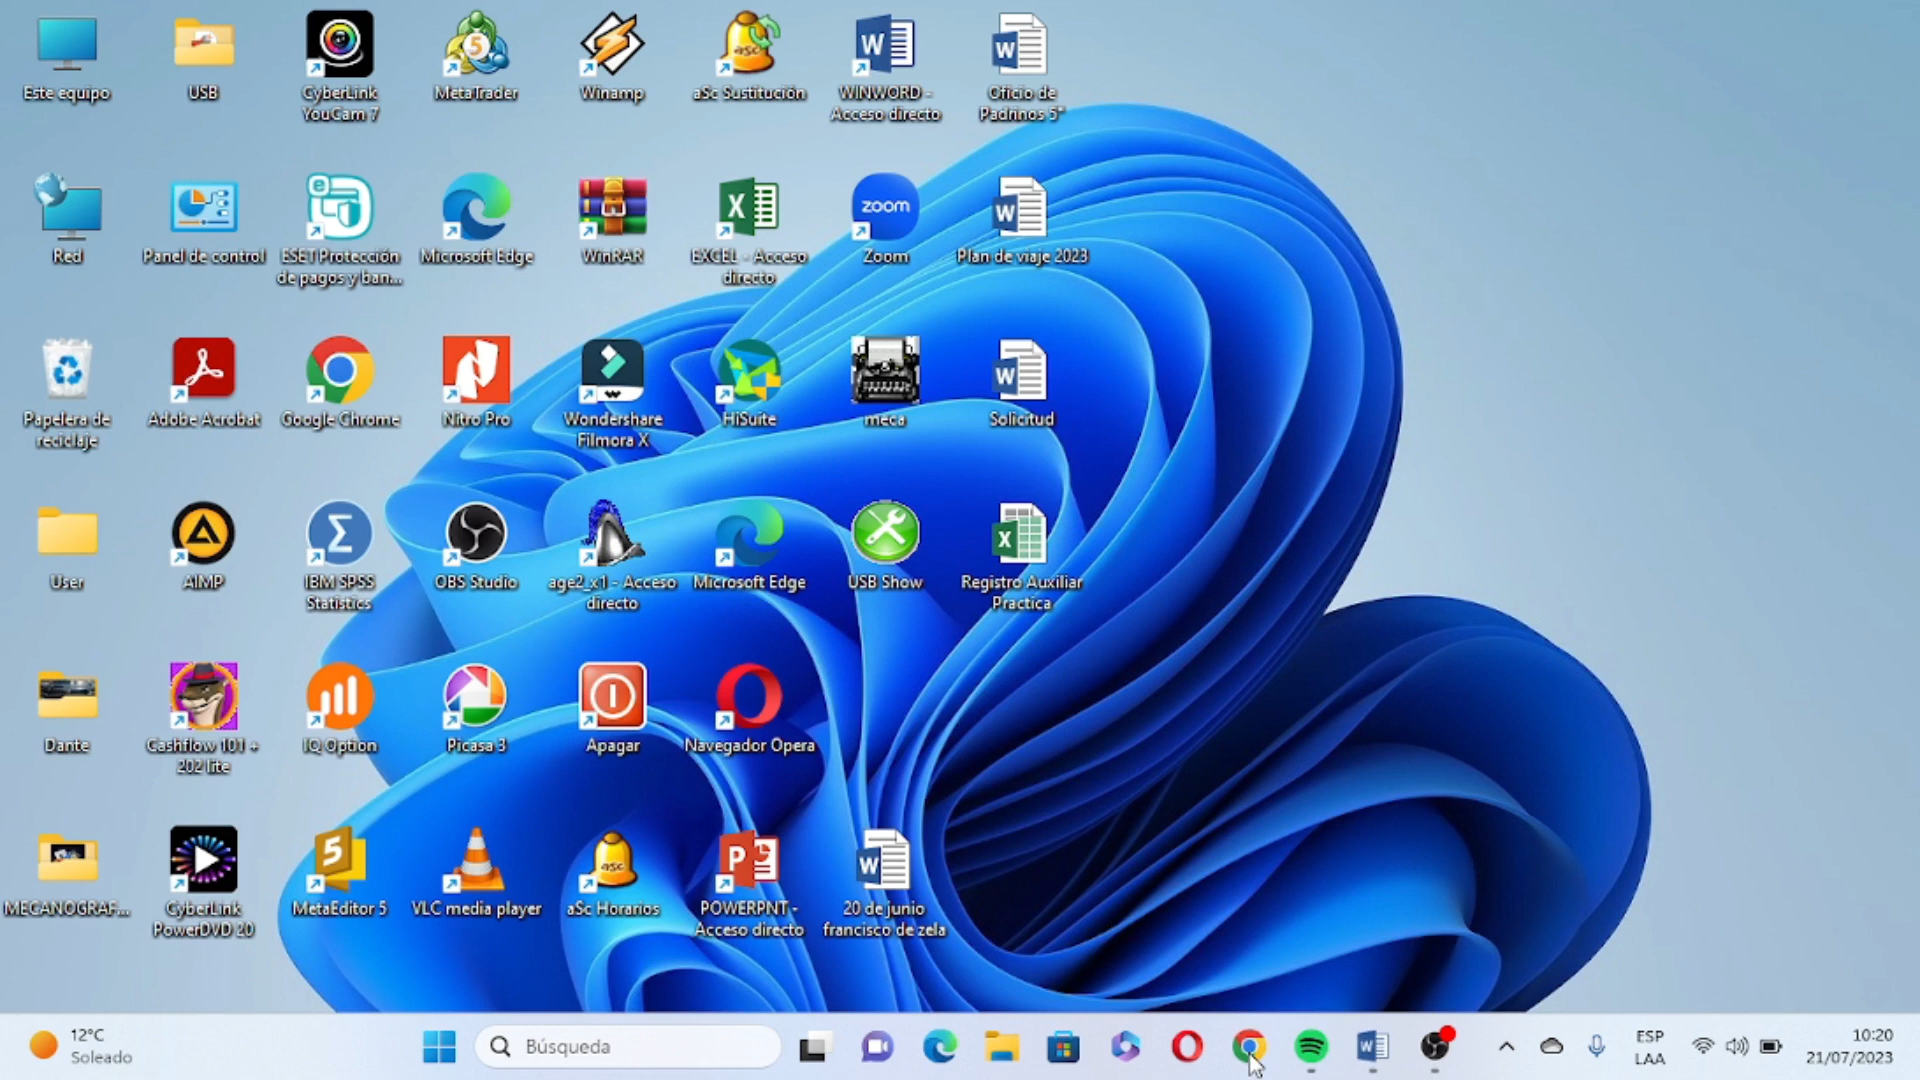 Este equipo
USB
CyberLink
YouCam 7
MetaTrader
Winamp
aSc Sustitución
WINWORD -
Acceso directo
Oficio de
Padrinos 5°
Red
Panel de control
ESET Protección
de pagos y ban...
Microsoft Edge
WinRAR
EXCEL - Acceso
directo
zoom
Zoom
Plan de viaje 2023
Papelera de
reciclaje
Adobe Acrobat
Google Chrome
Nitro Pro
Wondershare
Filmora X
HiSuite
meca
Solicitud
User
AIMP
IBM SPSS
Statistics
OBS Studio
age2_x1 - Acceso
directo
Microsoft Edge
USB Show
Registro Auxiliar
Practica
Dante
Cashflow 101 +
202 lite
IQ Option
Picasa 3
Apagar
Navegador Opera
MECANOGRAF...
CyberLink
PowerDVD 20
MetaEditor 5
VLC media player
asc
aSc Horarios
POWERPNT -
Acceso directo
20 de junio
francisco de zela
12°C
Soleado
Búsqueda
ESP
LAA
10:20
21/07/2023